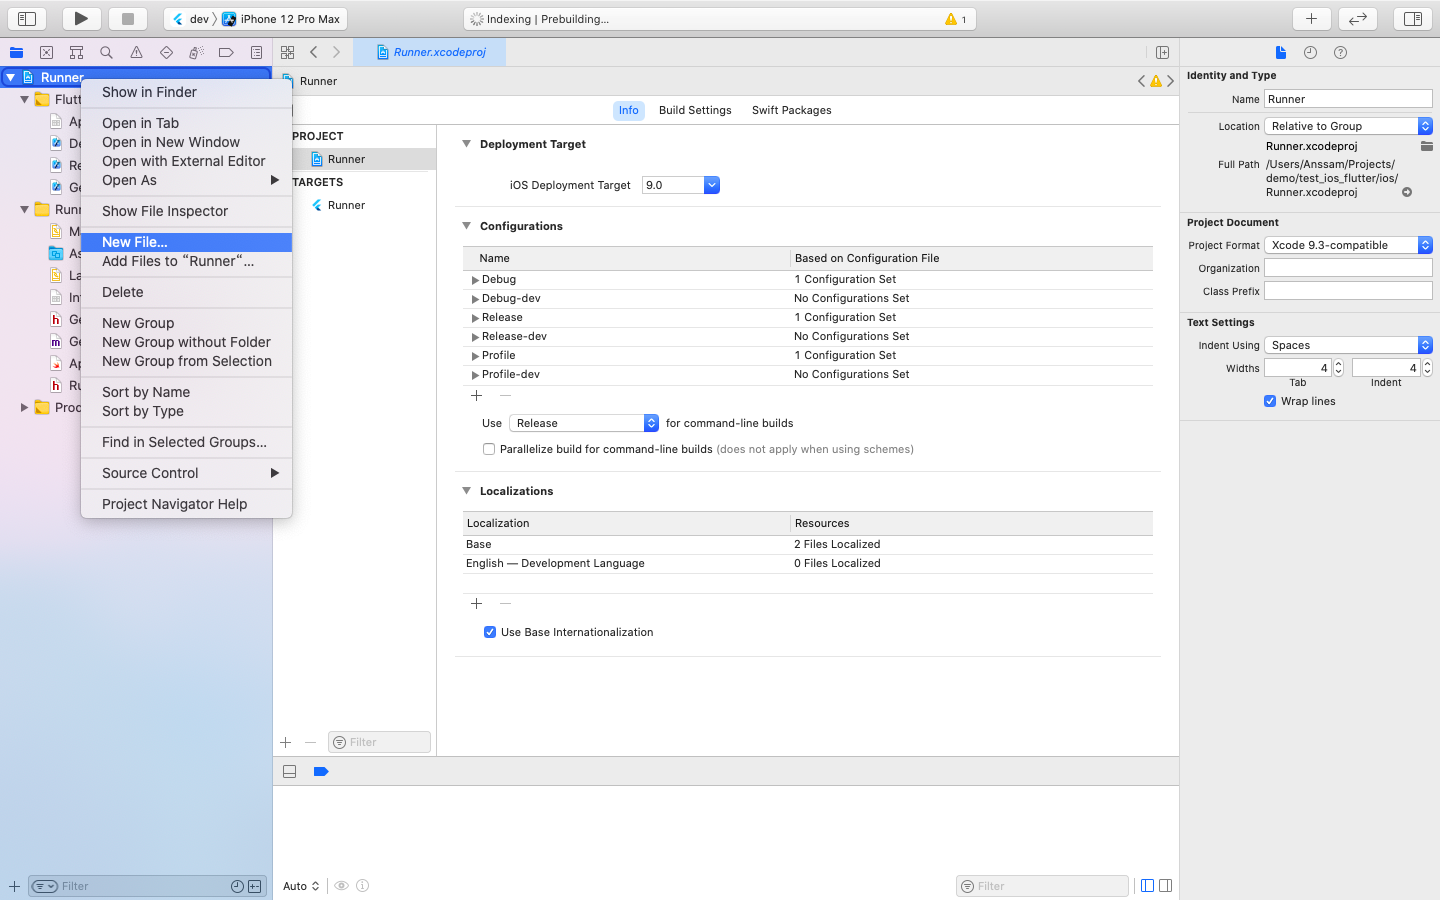 dev
iPhone 12 Pro Max
Indexing | Prebuilding...
1
Runner.xcodeproj
Runner
Flutt
Ap
De
Re
Ge
Runn
M
As
La
Inf
Ge
Ge
Ap
Ru
Prod
Show in Finder
Open in Tab
Open in New Window
Open with External Editor
Open As
Show File Inspector
New File...
Add Files to “Runner“...
Delete
New Group
New Group without Folder
New Group from Selection
Sort by Name
Sort by Type
Find in Selected Groups...
Source Control
Project Navigator Help
Filter
Runner
Info
Build Settings
Swift Packages
PROJECT
Runner
TARGETS
Runner
Filter
Deployment Target
iOS Deployment Target 9.0
Configurations
Name Based on Configuration File
Debug 1 Configuration Set
Debug-dev No Configurations Set
Release 1 Configuration Set
Release-dev No Configurations Set
Profile 1 Configuration Set
Profile-dev No Configurations Set
Use Release for command-line builds
Parallelize build for command-line builds (does not apply when using schemes)
Localizations
Localization Resources
Base 2 Files Localized
English — Development Language 0 Files Localized
Use Base Internationalization
Auto
Filter
Identity and Type
Name Runner
Location Relative to Group
Runner.xcodeproj
Full Path /Users/Anssam/Projects/
demo/test_ios_flutter/ios/
Runner.xcodeproj
Project Document
Project Format Xcode 9.3-compatible
Organization
Class Prefix
Text Settings
Indent Using Spaces
Widths 4 4
Tab Indent
Wrap lines